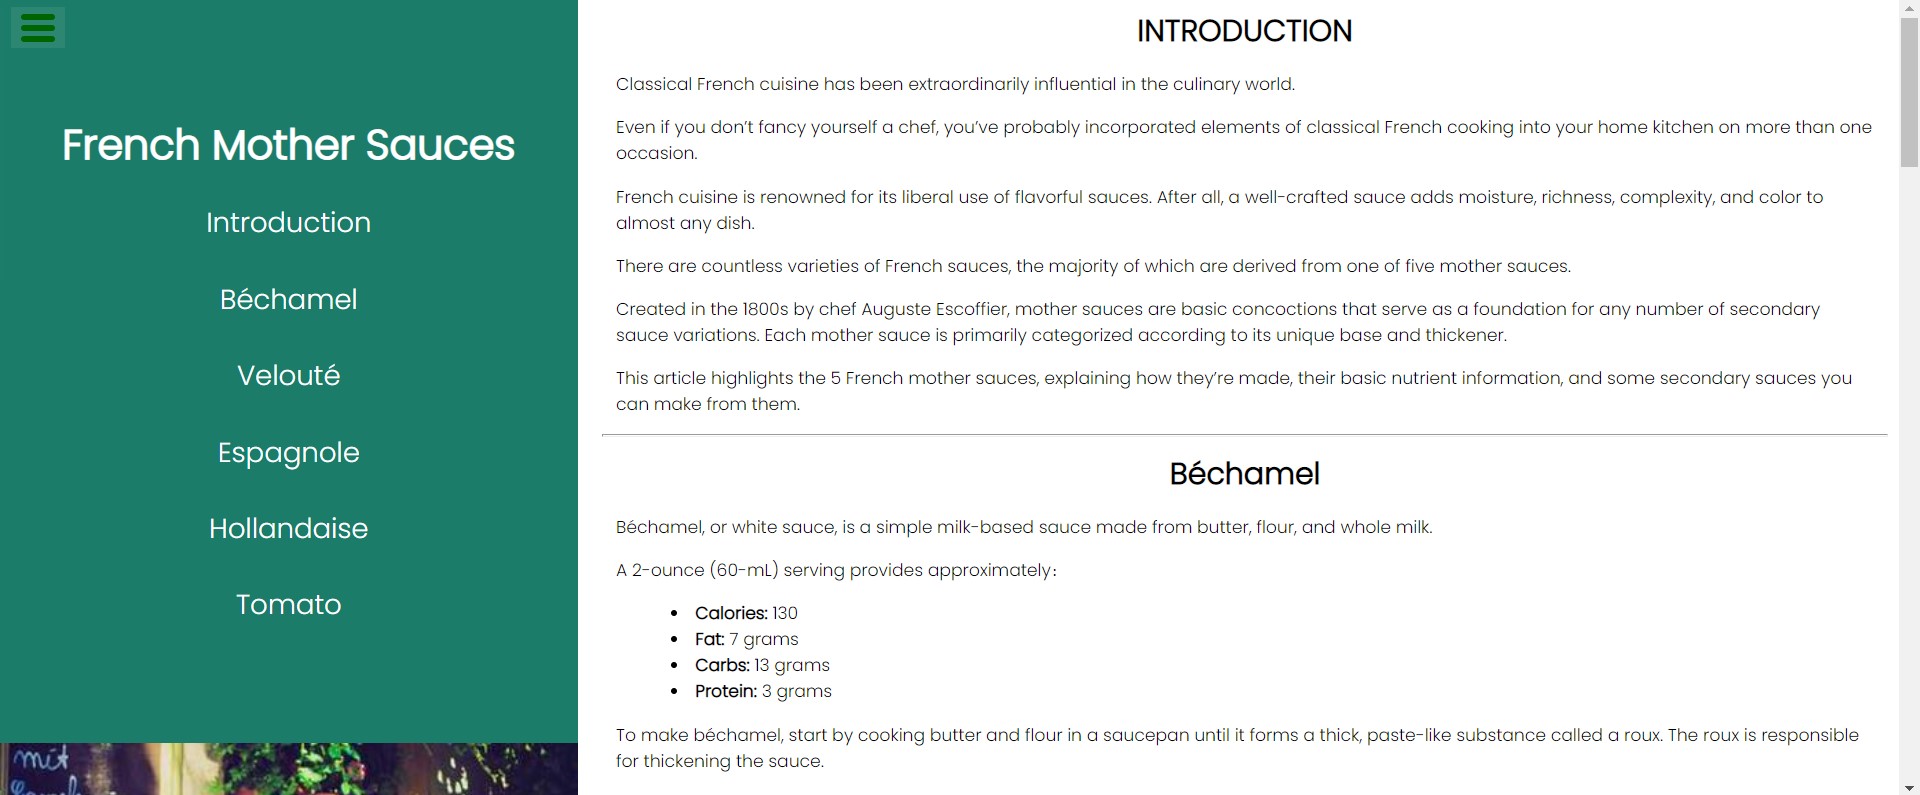 French Mother Sauces
Introduction
Béchamel
Velouté
Espagnole
Hollandaise
Tomato
mit
INTRODUCTION
Classical French cuisine has been extraordinarily influential in the culinary world.
Even if you don’t fancy yourself a chef, you’ve probably incorporated elements of classical French cooking into your home kitchen on more than one
occasion.
French cuisine is renowned for its liberal use of flavorful sauces. After all, a well-crafted sauce adds moisture, richness, complexity, and color to
almost any dish.
There are countless varieties of French sauces, the majority of which are derived from one of five mother sauces.
Created in the 1800s by chef Auguste Escoffier, mother sauces are basic concoctions that serve as a foundation for any number of secondary
sauce variations. Each mother sauce is primarily categorized according to its unique base and thickener.
This article highlights the 5 French mother sauces, explaining how they’re made, their basic nutrient information, and some secondary sauces you
can make from them.
Béchamel
Béchamel, or white sauce, is a simple milk-based sauce made from butter, flour, and whole milk.
A 2-ounce (60-mL) serving provides approximately:
• Calories: 130
• Fat: 7 grams
• Carbs: 13 grams
• Protein: 3 grams
To make béchamel, start by cooking butter and flour in a saucepan until it forms a thick, paste-like substance called a roux. The roux is responsible
for thickening the sauce.